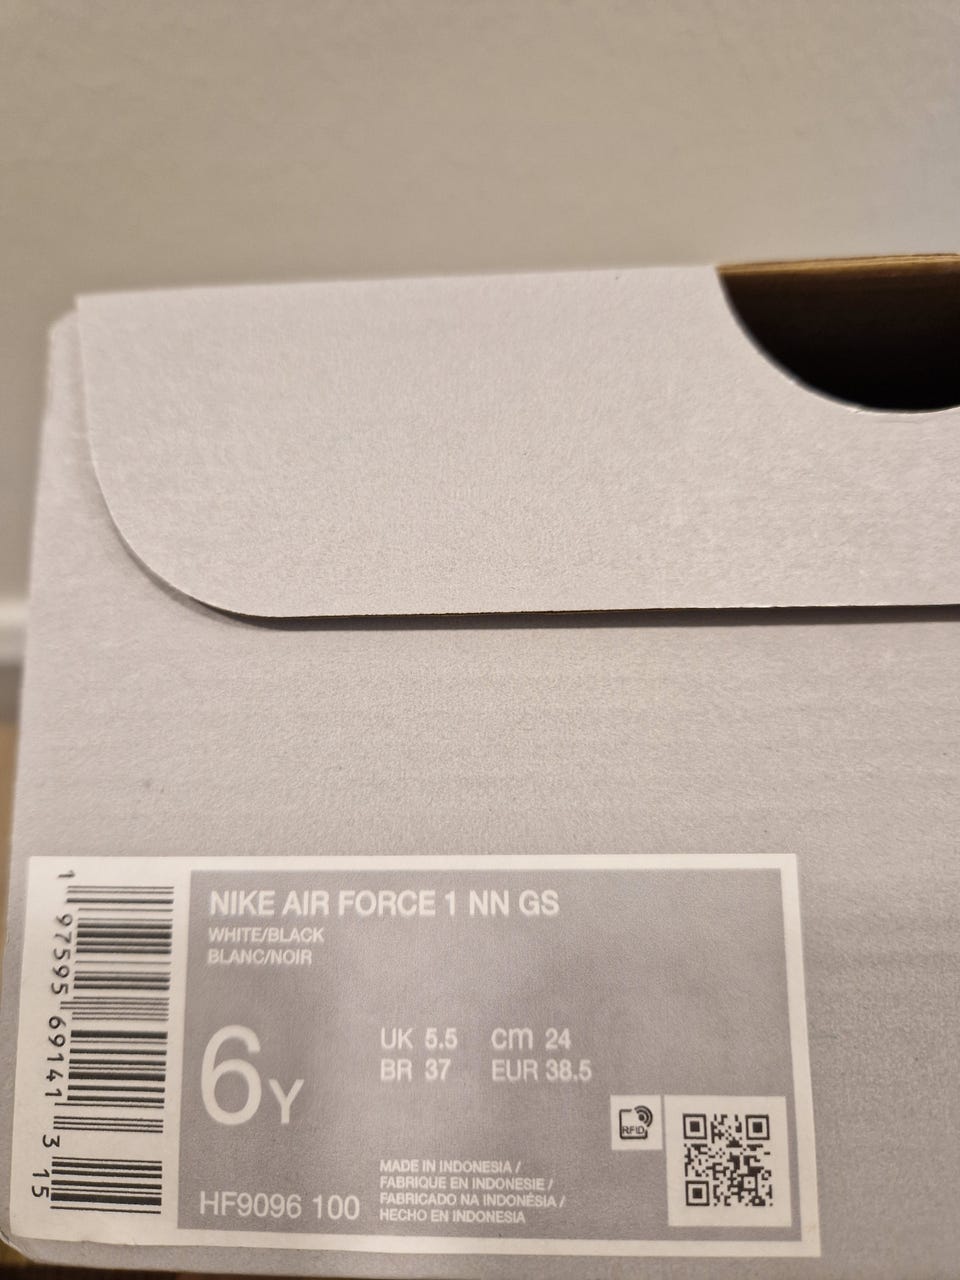 NIKE AIR FORCE 1 NN GS
WHITE/BLACK
BLANC/NOIR
6Y
UK 5.5 cm 24
BR 37 EUR 38.5
RFID
MADE IN INDONESIA /
FABRIQUE EN INDONESIE /
FABRICADO NA INDONÉSIA /
HECHO EN INDONESIA
HF9096 100
1 97595 69141 3 15